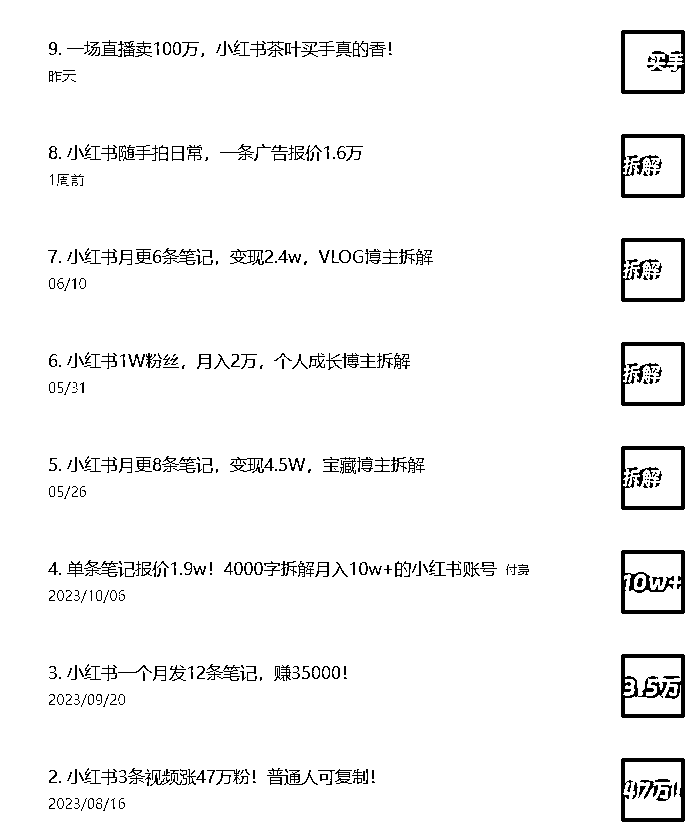 9. 一场直播卖100万，小红书茶叶买手真的香！
昨天
买手
8. 小红书随手拍日常，一条广告报价1.6万
1周前
拆解
7. 小红书月更6条笔记，变现2.4w，VLOG博主拆解
06/10
拆解
6. 小红书1W粉丝，月入2万，个人成长博主拆解
05/31
拆解
5. 小红书月更8条笔记，变现4.5W，宝藏博主拆解
05/26
拆解
4. 单条笔记报价1.9w！4000字拆解月入10w+的小红书账号 付费
2023/10/06
10w+
3. 小红书一个月发12条笔记，赚35000！
2023/09/20
3.5万
2. 小红书3条视频涨47万粉！普通人可复制！
2023/08/16
47万